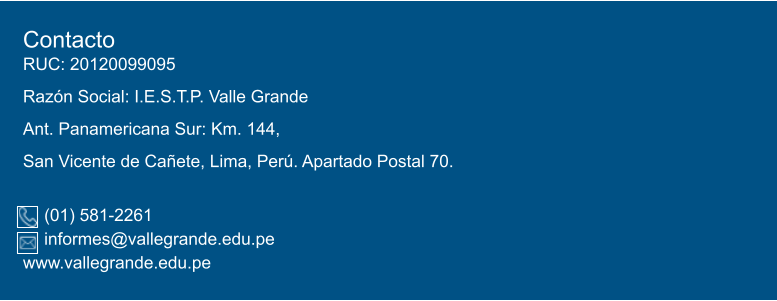 Contacto
RUC: 20120099095
Razón Social: I.E.S.T.P. Valle Grande
Ant. Panamericana Sur: Km. 144,
San Vicente de Cañete, Lima, Perú. Apartado Postal 70.
(01) 581-2261
informes@vallegrande.edu.pe
www.vallegrande.edu.pe